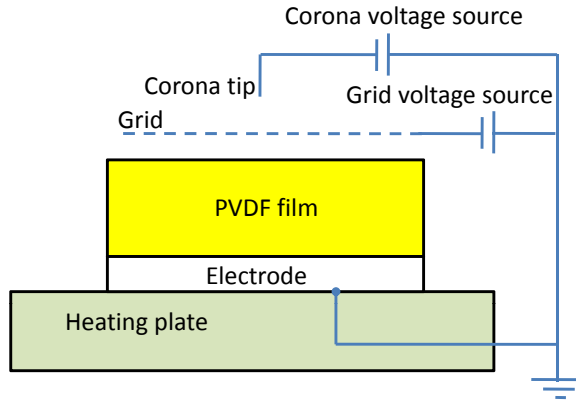 Corona voltage source
Corona tip
Grid voltage source
Grid
PVDF film
Electrode
Heating plate